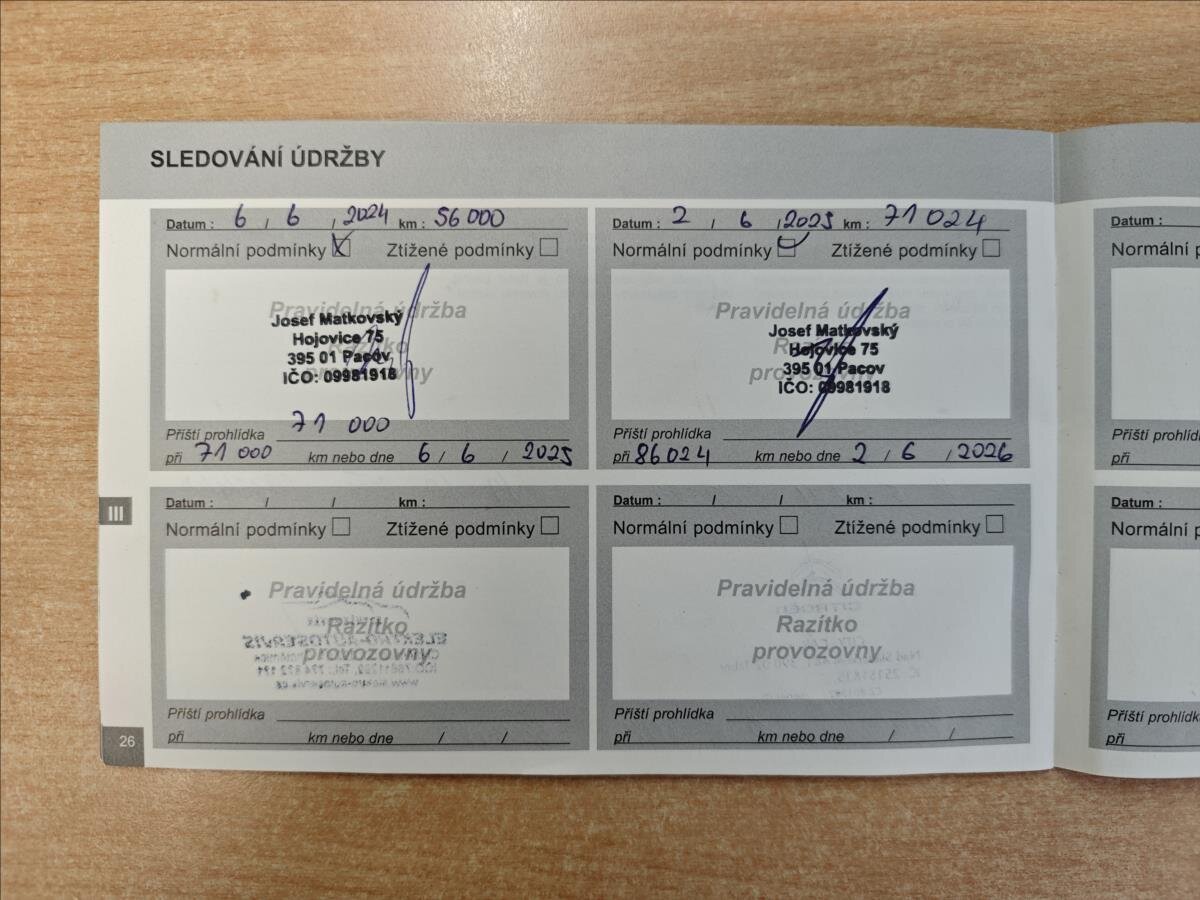 SLEDOVÁNÍ ÚDRŽBY
Datum : 6 / 6 / 2024 km : 56 000
Normální podmínky Ztížené podmínky
Pravidelná údržba
Razítko
provozovny
Josef Matkovský
Hojovice 75
395 01 Pacov
IČO: 09981918
71 000
Příští prohlídka
při 71 000 km nebo dne 6 / 6 / 2025
Datum : 2 / 6 / 2025 km : 71 024
Normální podmínky Ztížené podmínky
Pravidelná údržba
provozovny
Josef Matkovský
Hojovice 75
395 01 Pacov
IČO: 09981918
Příští prohlídka
při 86024 km nebo dne 2 / 6 / 2026
Datum : / / km :
Normální podmínky Ztížené podmínky
Pravidelná údržba
Razítko
provozovny
Příští prohlídka
při km nebo dne / /
Datum : / / km :
Normální podmínky Ztížené podmínky
Pravidelná údržba
Razítko
provozovny
Příští prohlídka
při km nebo dne / /
Datum :
Normální
Příští
při
Datum :
Normální
Příští
při
III
26